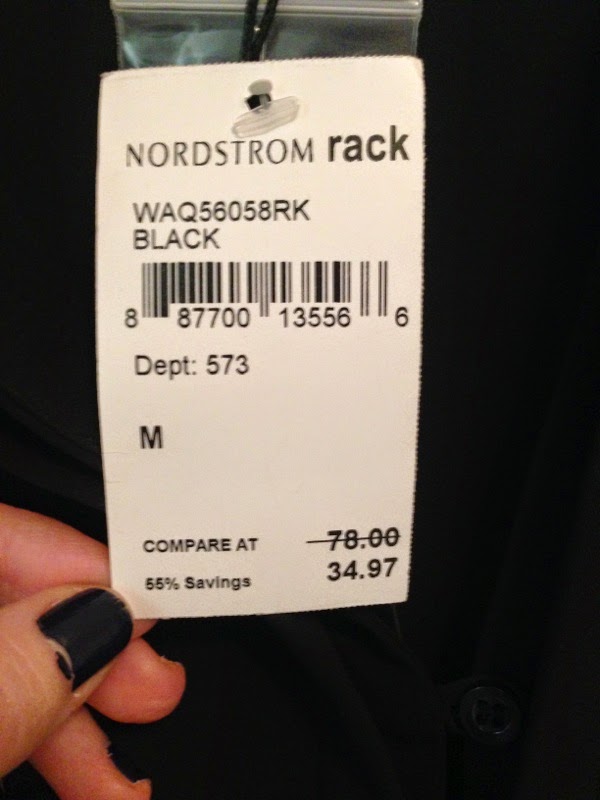 NORDSTROM rack
WAQ56058RK
BLACK
8 87700 13556 6
Dept: 573
M
COMPARE AT 78.00
55% Savings 34.97